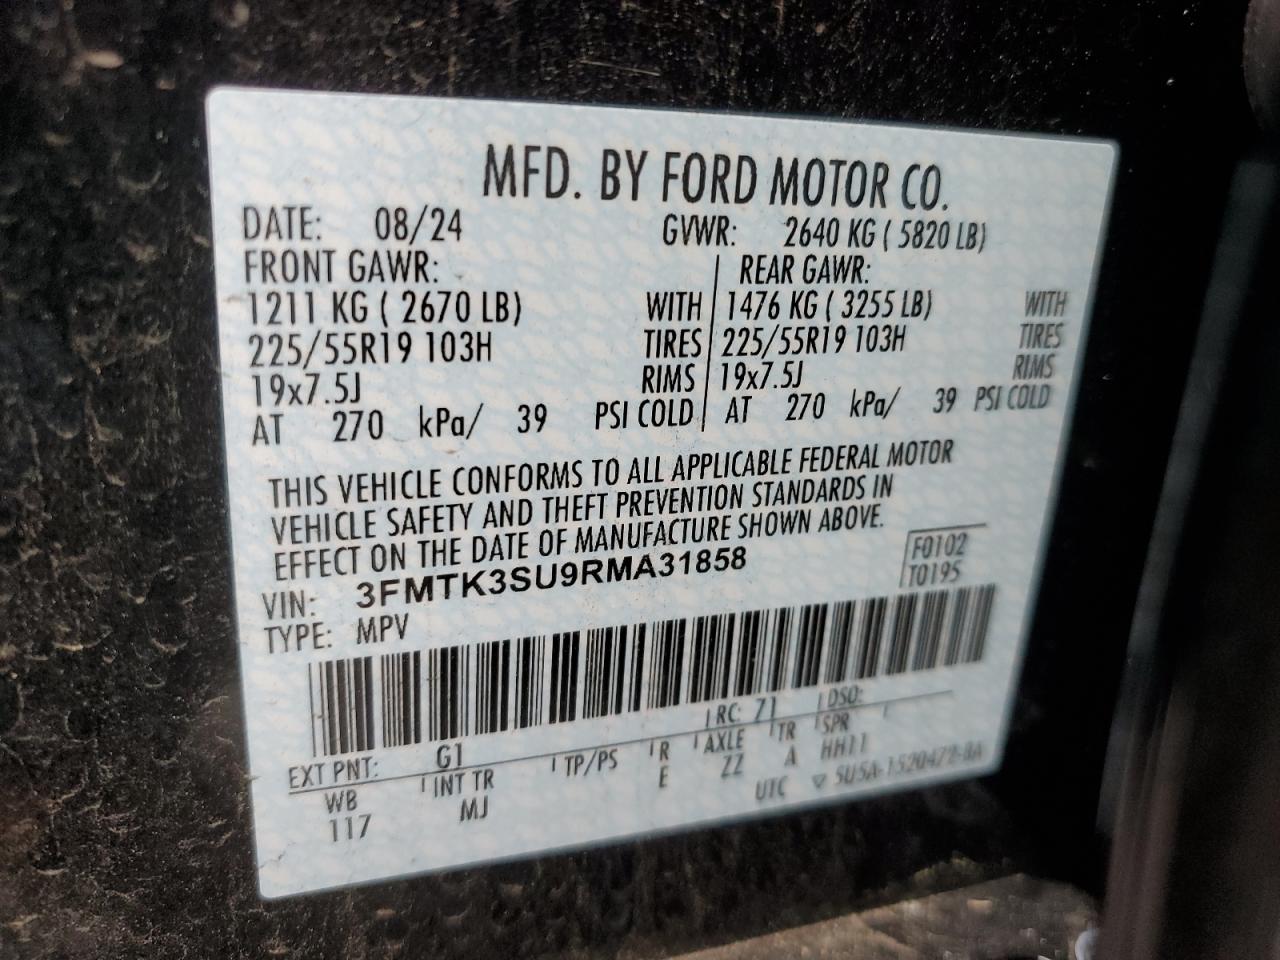 MFD. BY FORD MOTOR CO.
DATE: 08/24 GVWR: 2640 KG ( 5820 LB)
FRONT GAWR: REAR GAWR:
1211 KG ( 2670 LB) WITH 1476 KG ( 3255 LB) WITH
225/55R19 103H TIRES 225/55R19 103H TIRES
19x7.5J RIMS 19x7.5J RIMS
AT 270 kPa/ 39 PSI COLD AT 270 kPa/ 39 PSI COLD
THIS VEHICLE CONFORMS TO ALL APPLICABLE FEDERAL MOTOR
VEHICLE SAFETY AND THEFT PREVENTION STANDARDS IN
EFFECT ON THE DATE OF MANUFACTURE SHOWN ABOVE.
VIN: 3FMTK3SU9RMA31858 F0102
TYPE: MPV T0195
EXT PNT: G1 RC: 71 DSO:
WB INT TR TP/PS R AXLE TR SPR
117 MJ E ZZ A HH11
UTC